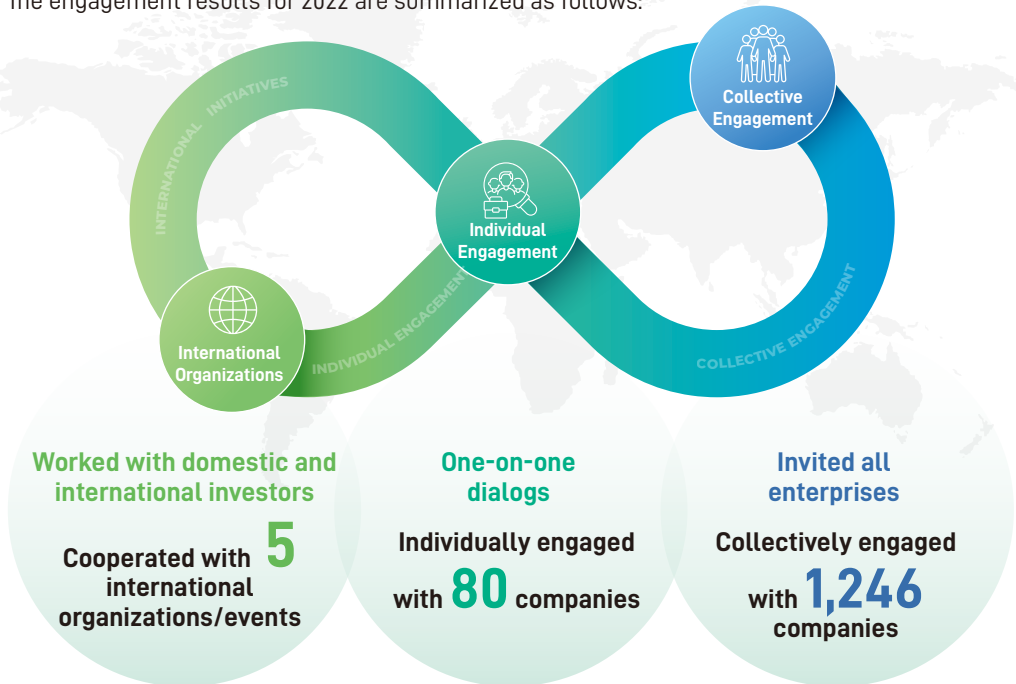 The engagement results for 2022 are summarized as follows:
INTERNATIONAL INITIATIVES
Collective
Engagement
Individual
Engagement
International
Organizations
INDIVIDUAL ENGAGEMENT
COLLECTIVE ENGAGEMENT
Worked with domestic and
international investors
Cooperated with 5
international
organizations/events
One-on-one
dialogs
Individually engaged
with 80 companies
Invited all
enterprises
Collectively engaged
with 1,246
companies